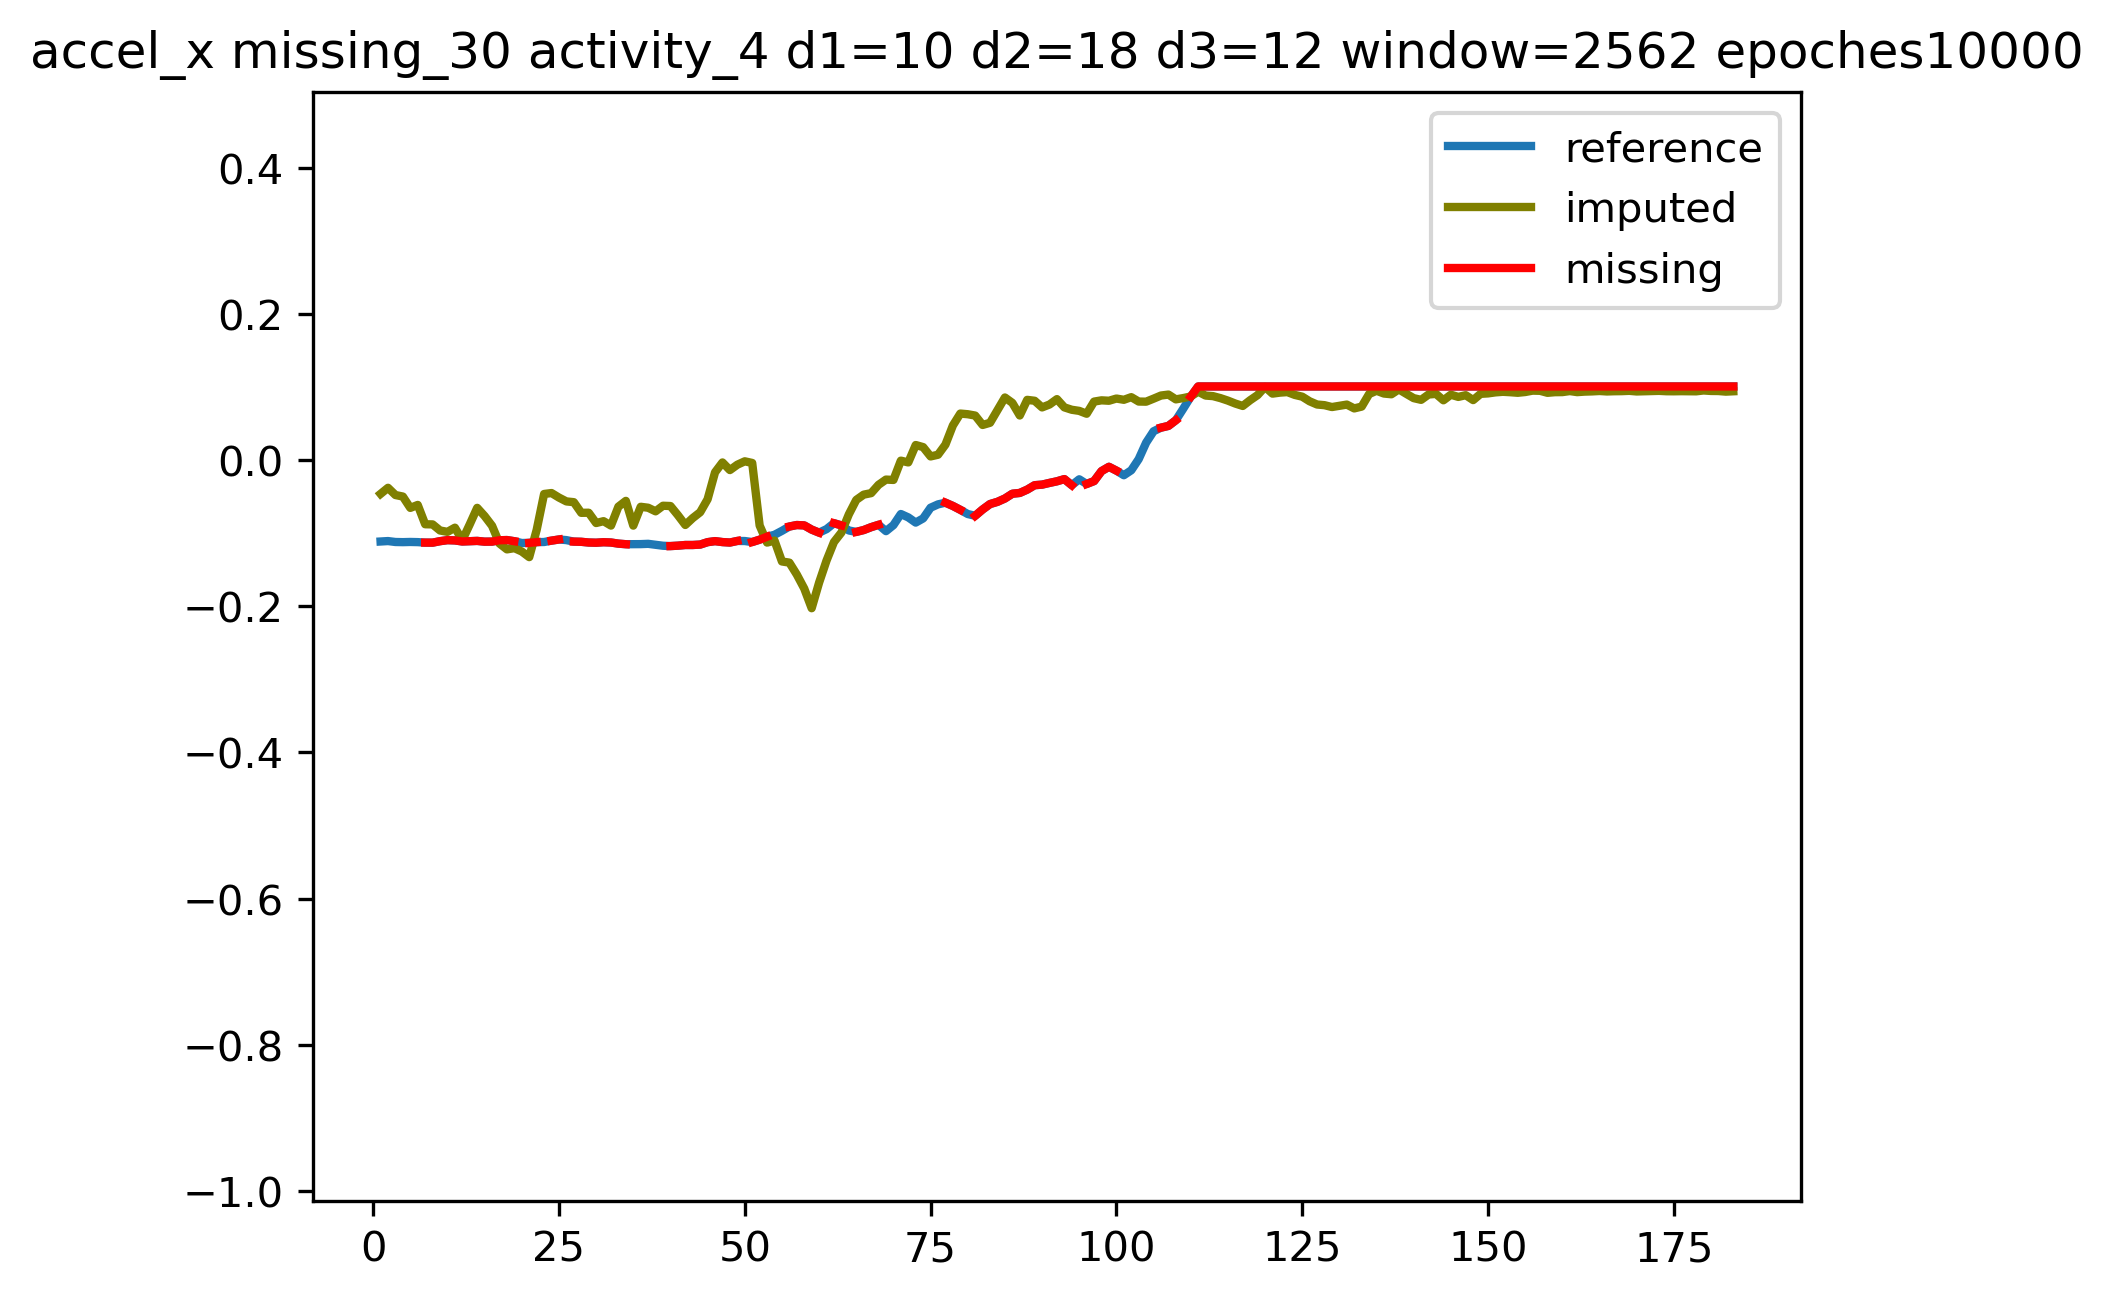 accel_x missing_30 activity_4 d1=10 d2=18 d3=12 window=2562 epoches10000
reference
imputed
missing
0.4
0.2
0.0
−0.2
−0.4
−0.6
−0.8
−1.0
0 25 50 75 100 125 150 175